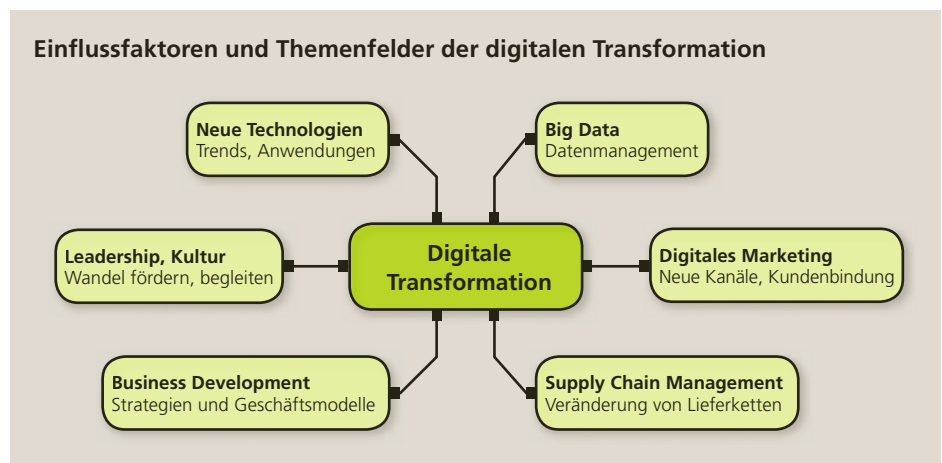 Einflussfaktoren und Themenfelder der digitalen Transformation
Neue Technologien
Trends, Anwendungen
Big Data
Datenmanagement
Leadership, Kultur
Wandel fördern, begleiten
Digitale
Transformation
Digitales Marketing
Neue Kanäle, Kundenbindung
Business Development
Strategien und Geschäftsmodelle
Supply Chain Management
Veränderung von Lieferketten